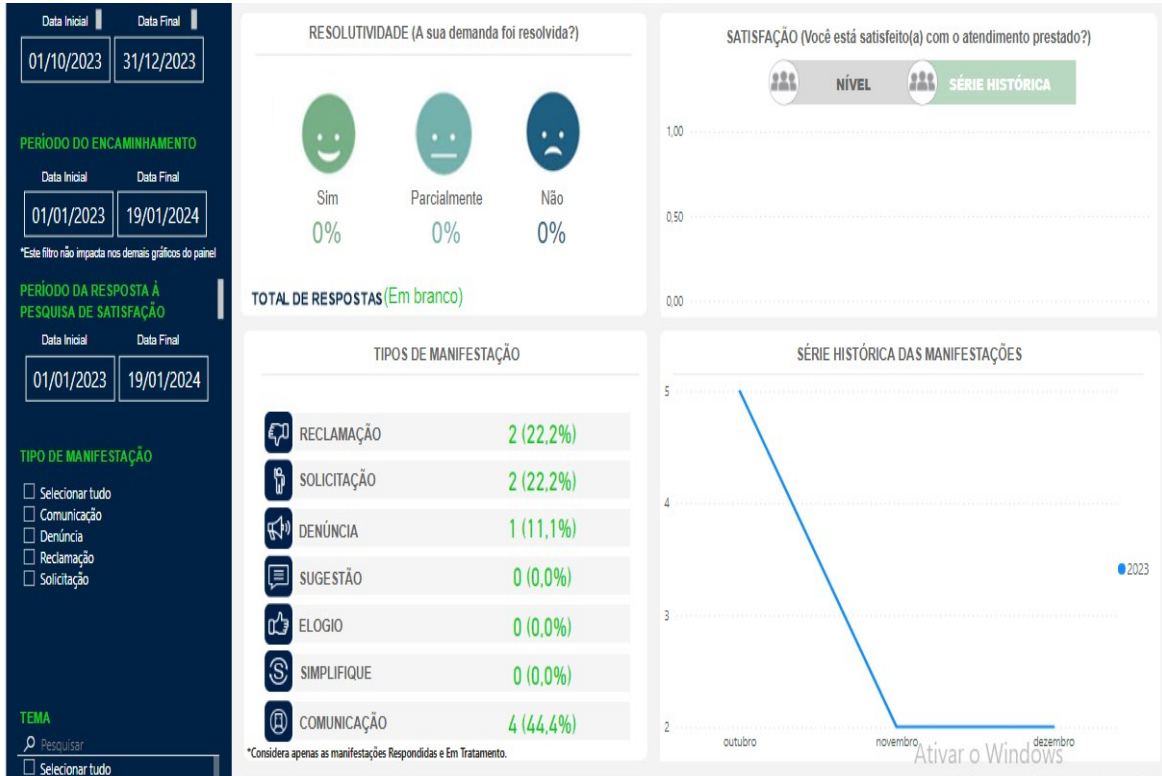 Data Inicial Data Final
01/10/2023 31/12/2023
PERÍODO DO ENCAMINHAMENTO
Data Inicial Data Final
01/01/2023 19/01/2024
*Este filtro não impacta nos demais gráficos do painel
PERÍODO DA RESPOSTA À
PESQUISA DE SATISFAÇÃO
Data Inicial Data Final
01/01/2023 19/01/2024
TIPO DE MANIFESTAÇÃO
Selecionar tudo
Comunicação
Denúncia
Reclamação
Solicitação
TEMA
Pesquisar
Selecionar tudo
RESOLUTIVIDADE (A sua demanda foi resolvida?)
Sim Parcialmente Não
0% 0% 0%
TOTAL DE RESPOSTAS (Em branco)
SATISFAÇÃO (Você está satisfeito(a) com o atendimento prestado?)
NÍVEL SÉRIE HISTÓRICA
1,00
0,50
0,00
TIPOS DE MANIFESTAÇÃO
RECLAMAÇÃO 2 (22,2%)
SOLICITAÇÃO 2 (22,2%)
DENÚNCIA 1 (11,1%)
SUGESTÃO 0 (0,0%)
ELOGIO 0 (0,0%)
SIMPLIFIQUE 0 (0,0%)
COMUNICAÇÃO 4 (44,4%)
*Considera apenas as manifestações Respondidas e Em Tratamento.
SÉRIE HISTÓRICA DAS MANIFESTAÇÕES
5
4
3
2
2023
outubro novembro dezembro
Ativar o Windows